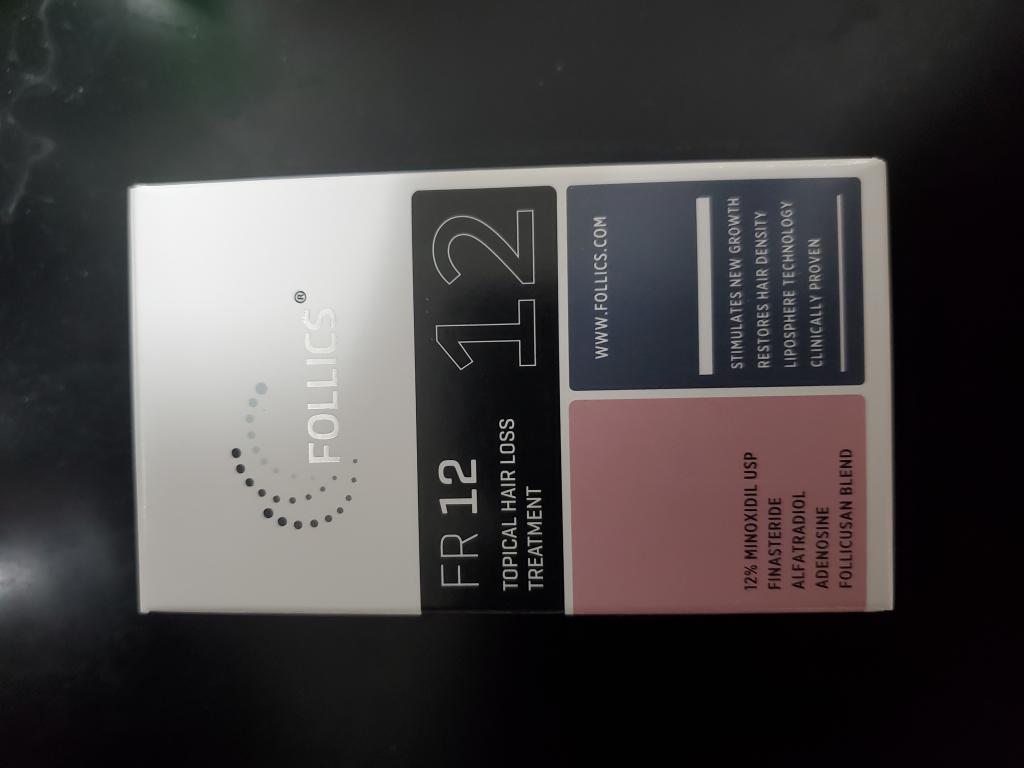 FOLLICS®
FR 12
12
TOPICAL HAIR LOSS
TREATMENT
12% MINOXIDIL USP
FINASTERIDE
ALFATRADIOL
ADENOSINE
FOLLICUSAN BLEND
WWW.FOLLICS.COM
STIMULATES NEW GROWTH
RESTORES HAIR DENSITY
LIPOSPHERE TECHNOLOGY
CLINICALLY PROVEN